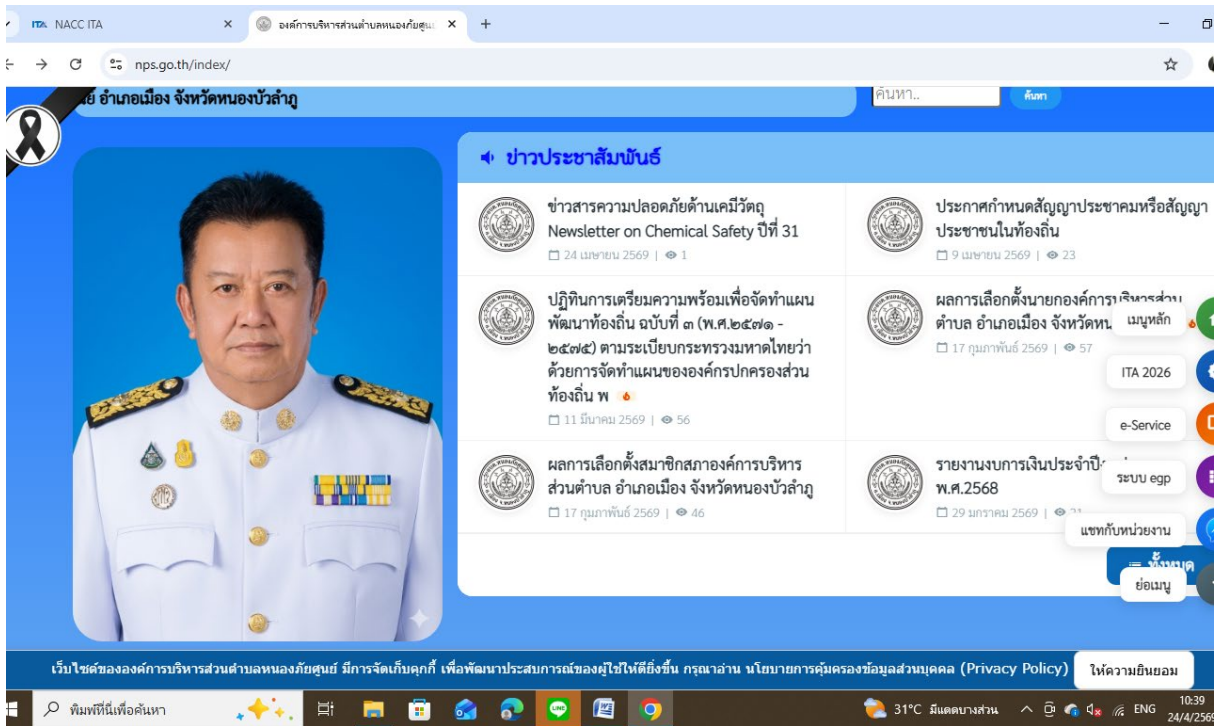 NACC ITA
องค์การบริหารส่วนตำบลหนองภัยศูนย์
nps.go.th/index/
อำเภอเมือง จังหวัดหนองบัวลำภู
ค้นหา..
ค้นหา
ข่าวประชาสัมพันธ์
ข่าวสารความปลอดภัยด้านเคมีวัตถุ
Newsletter on Chemical Safety ปีที่ 31
24 เมษายน 2569 | 1
ประกาศกำหนดสัญญาประชาคมหรือสัญญา
ประชาชนในท้องถิ่น
9 เมษายน 2569 | 23
ปฏิทินการเตรียมความพร้อมเพื่อจัดทำแผน
พัฒนาท้องถิ่น ฉบับที่ ๓ (พ.ศ.๒๕๗๑ -
๒๕๗๕) ตามระเบียบกระทรวงมหาดไทยว่า
ด้วยการจัดทำแผนขององค์กรปกครองส่วน
ท้องถิ่น พ
11 มีนาคม 2569 | 56
ผลการเลือกตั้งนายกองค์การบริหารส่วน
ตำบล อำเภอเมือง จังหวัดหน
17 กุมภาพันธ์ 2569 | 57
ผลการเลือกตั้งสมาชิกสภาองค์การบริหาร
ส่วนตำบล อำเภอเมือง จังหวัดหนองบัวลำภู
17 กุมภาพันธ์ 2569 | 46
รายงานงบการเงินประจำปี
พ.ศ.2568
29 มกราคม 2569 |
เมนูหลัก
ITA 2026
e-Service
ระบบ egp
แชทกับหน่วยงาน
ทั้งหมด
ย่อเมนู
เว็บไซต์ขององค์การบริหารส่วนตำบลหนองภัยศูนย์ มีการจัดเก็บคุกกี้ เพื่อพัฒนาประสบการณ์ของผู้ใช้ให้ดียิ่งขึ้น กรุณาอ่าน นโยบายการคุ้มครองข้อมูลส่วนบุคคล (Privacy Policy) ให้ความยินยอม
พิมพ์ที่นี่เพื่อค้นหา
31°C มีแดดบางส่วน
ENG
10:39
24/4/2569